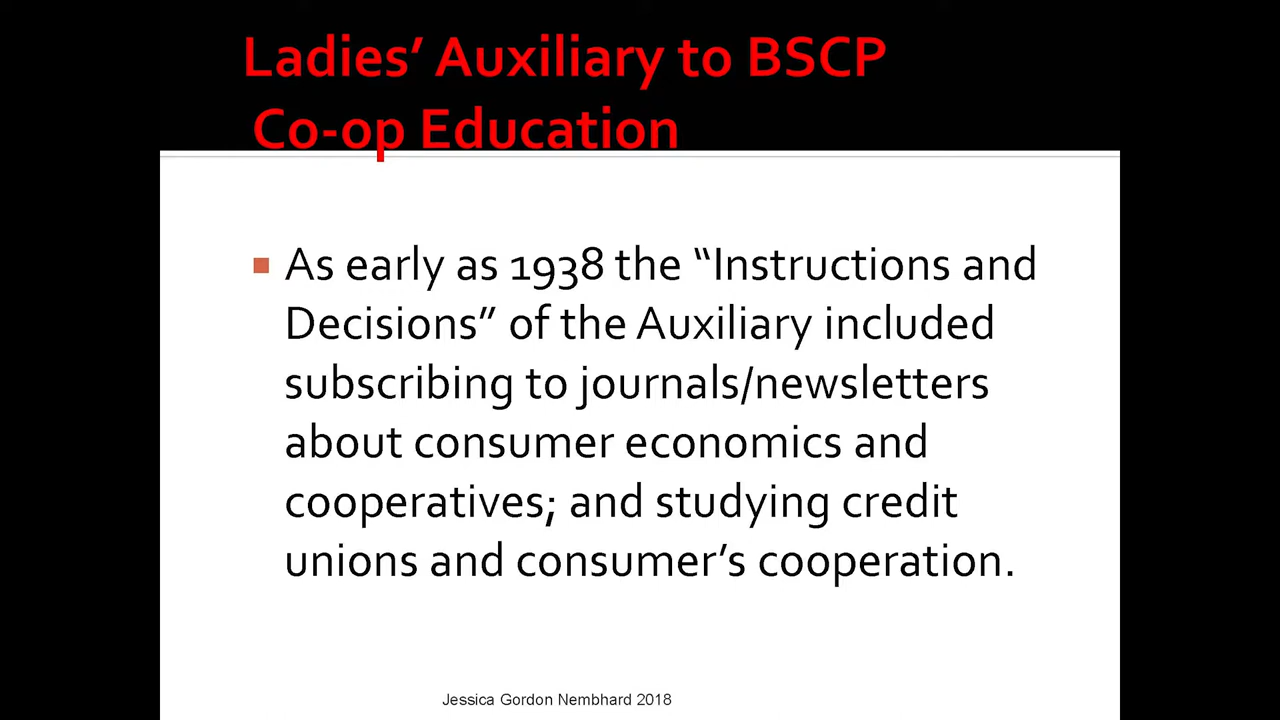 Ladies’ Auxiliary to BSCP
Co-op Education
As early as 1938 the “Instructions and
Decisions” of the Auxiliary included
subscribing to journals/newsletters
about consumer economics and
cooperatives; and studying credit
unions and consumer’s cooperation.
Jessica Gordon Nembhard 2018